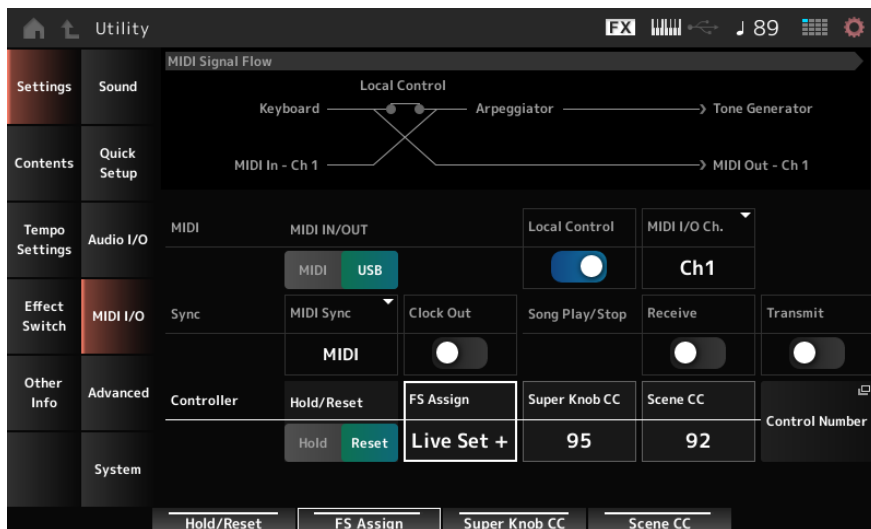 Utility
FX
♩ 89
Settings
Sound
Contents
Quick
Setup
Tempo
Settings
Audio I/O
Effect
Switch
MIDI I/O
Other
Info
Advanced
System
MIDI Signal Flow
Local Control
Keyboard
Arpeggiator
Tone Generator
MIDI In - Ch 1
MIDI Out - Ch 1
MIDI
MIDI IN/OUT
Local Control
MIDI I/O Ch.
MIDI
USB
Ch1
Sync
MIDI Sync
Clock Out
Song Play/Stop
Receive
Transmit
MIDI
Controller
Hold/Reset
FS Assign
Super Knob CC
Scene CC
Control Number
Hold
Reset
Live Set +
95
92
Hold/Reset
FS Assign
Super Knob CC
Scene CC